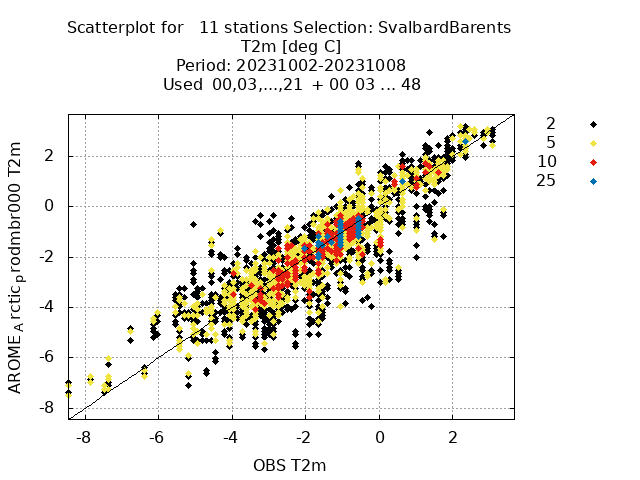 Scatterplot for 11 stations Selection: SvalbardBarents
T2m [deg C]
Period: 20231002-20231008
Used 00,03,...,21 + 00 03 ... 48
2
5
10
25
AROME_Arctic_prodmbr000 T2m
2
0
-2
-4
-6
-8
-8 -6 -4 -2 0 2
OBS T2m